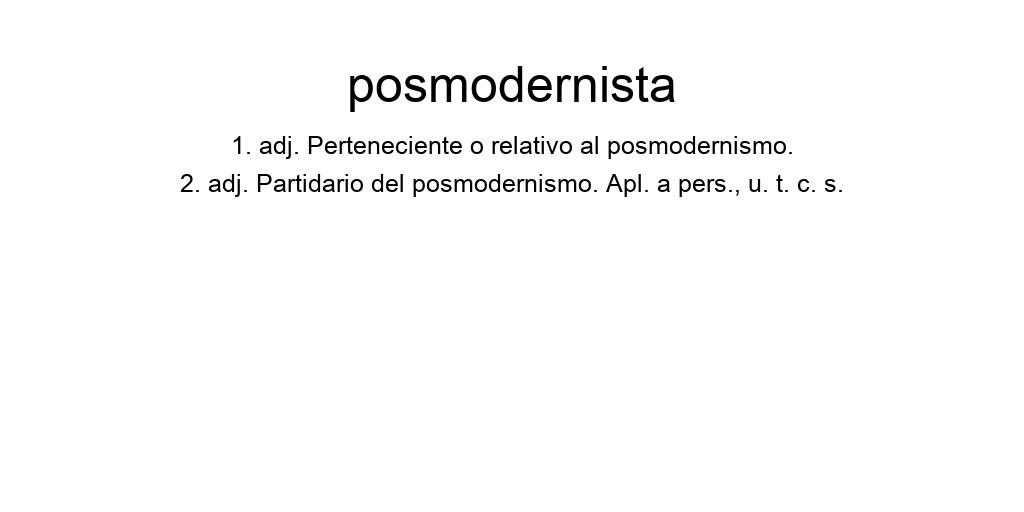 posmodernista
1. adj. Perteneciente o relativo al posmodernismo.
2. adj. Partidario del posmodernismo. Apl. a pers., u. t. c. s.